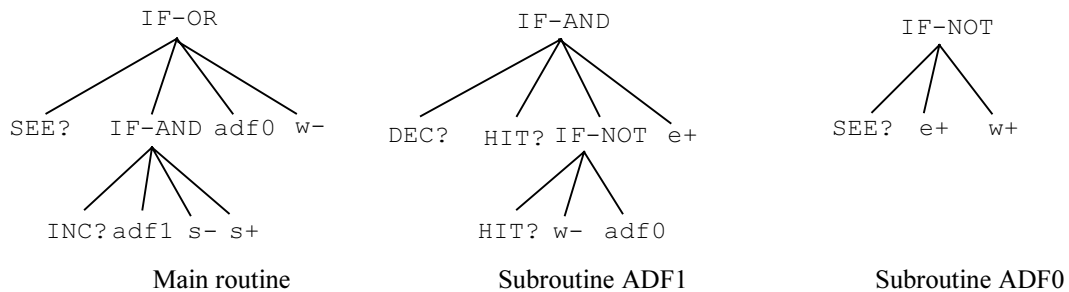 IF-OR IF-AND IF-NOT
SEE? IF-AND adf0 w- DEC? HIT? IF-NOT e+ SEE? e+ w+
INC? adf1 s- s+ HIT? w- adf0
Main routine Subroutine ADF1 Subroutine ADF0